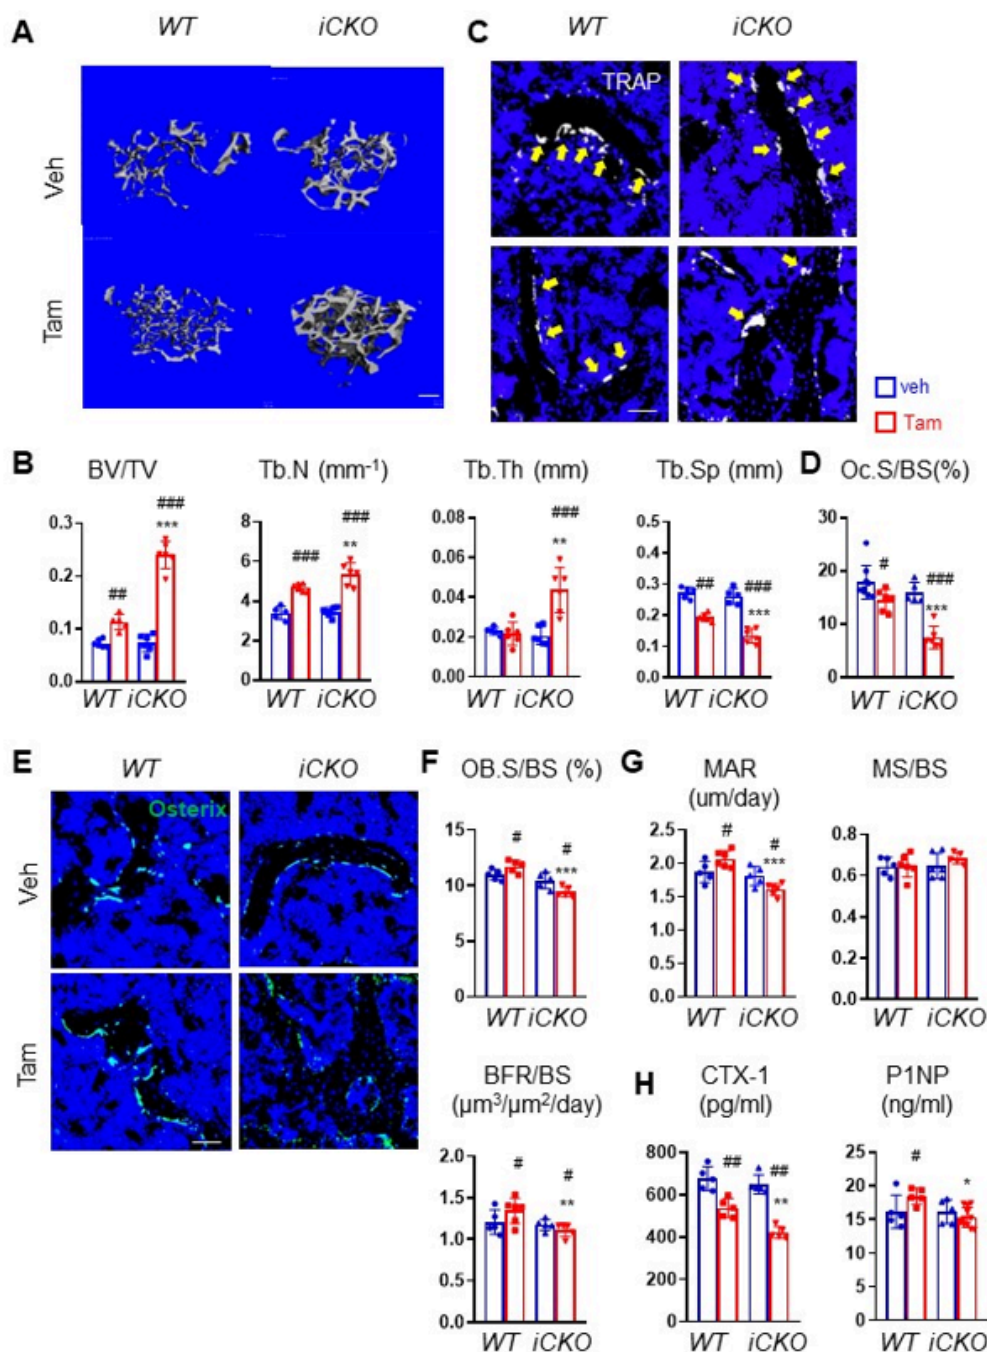 A
WT
iCKO
Veh
Tam
C
WT
iCKO
TRAP
veh
Tam
B
BV/TV
0.3
0.2
0.1
0.0
##
###
***
WT iCKO
Tb.N (mm-1)
8
6
4
2
0
###
###
**
WT iCKO
Tb.Th (mm)
0.08
0.06
0.04
0.02
0.00
###
**
WT iCKO
Tb.Sp (mm)
0.5
0.4
0.3
0.2
0.1
0.0
##
###
***
WT iCKO
D
Oc.S/BS(%)
30
20
10
0
#
###
***
WT iCKO
E
WT
iCKO
Osterix
Veh
Tam
F
OB.S/BS (%)
15
10
5
0
#
#
***
WT iCKO
G
MAR
(um/day)
2.5
2.0
1.5
1.0
0.5
0.0
#
#
***
WT iCKO
MS/BS
0.8
0.6
0.4
0.2
0.0
WT iCKO
BFR/BS
(µm³/µm²/day)
2.0
1.5
1.0
0.5
0.0
#
#
**
WT iCKO
H
CTX-1
(pg/ml)
800
600
400
200
0
##
##
**
WT iCKO
P1NP
(ng/ml)
25
20
15
10
5
0
#
*
WT iCKO